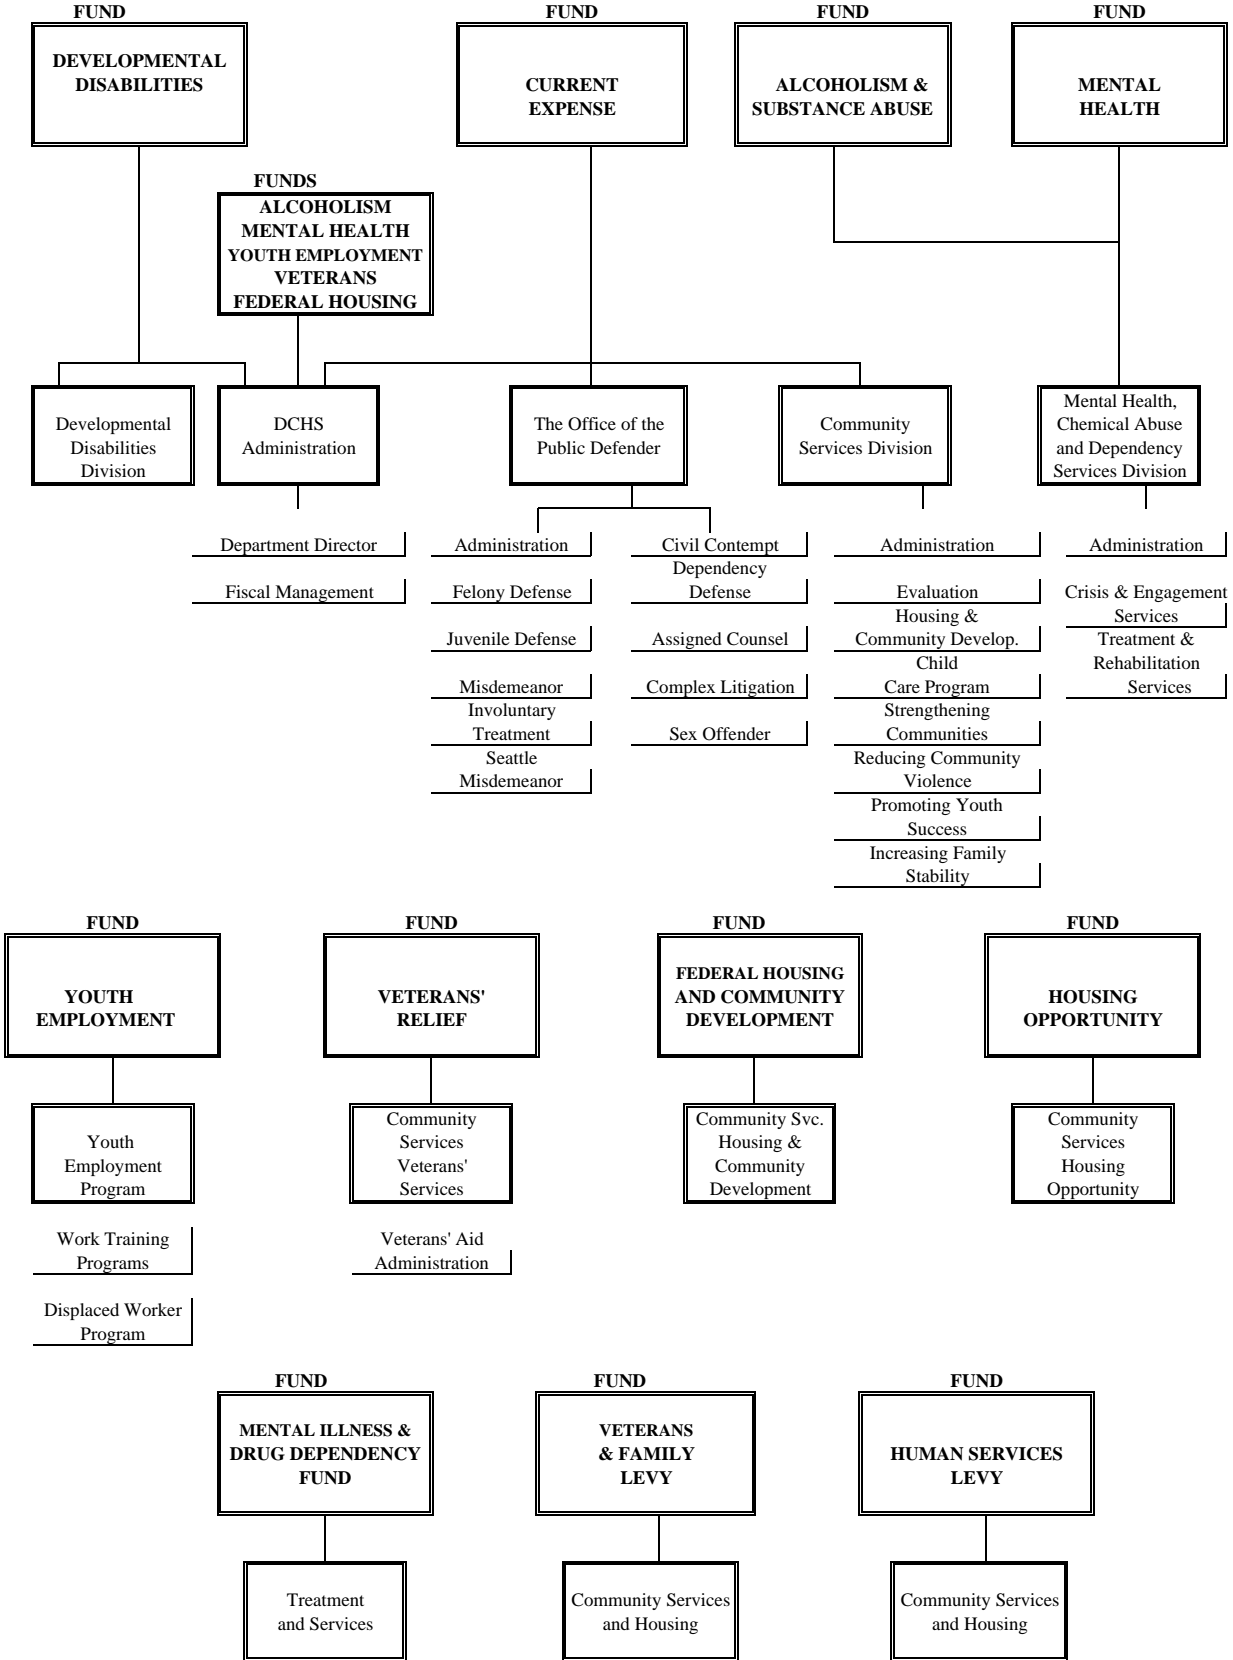 FUND
DEVELOPMENTAL
DISABILITIES
FUND
CURRENT
EXPENSE
FUND
ALCOHOLISM &
SUBSTANCE ABUSE
FUND
MENTAL
HEALTH
FUNDS
ALCOHOLISM
MENTAL HEALTH
YOUTH EMPLOYMENT
VETERANS
FEDERAL HOUSING
Developmental
Disabilities
Division
DCHS
Administration
The Office of the
Public Defender
Community
Services Division
Mental Health,
Chemical Abuse
and Dependency
Services Division
Department Director
Fiscal Management
Administration
Felony Defense
Juvenile Defense
Misdemeanor
Involuntary
Treatment
Seattle
Misdemeanor
Civil Contempt
Dependency
Defense
Assigned Counsel
Complex Litigation
Sex Offender
Administration
Evaluation
Housing &
Community Develop.
Child
Care Program
Strengthening
Communities
Reducing Community
Violence
Promoting Youth
Success
Increasing Family
Stability
Administration
Crisis & Engagement
Services
Treatment &
Rehabilitation
Services
FUND
YOUTH
EMPLOYMENT
FUND
VETERANS'
RELIEF
FUND
FEDERAL HOUSING
AND COMMUNITY
DEVELOPMENT
FUND
HOUSING
OPPORTUNITY
Youth
Employment
Program
Community
Services
Veterans'
Services
Community Svc.
Housing &
Community
Development
Community
Services
Housing
Opportunity
Work Training
Programs
Displaced Worker
Program
Veterans' Aid
Administration
FUND
MENTAL ILLNESS &
DRUG DEPENDENCY
FUND
FUND
VETERANS
& FAMILY
LEVY
FUND
HUMAN SERVICES
LEVY
Treatment
and Services
Community Services
and Housing
Community Services
and Housing